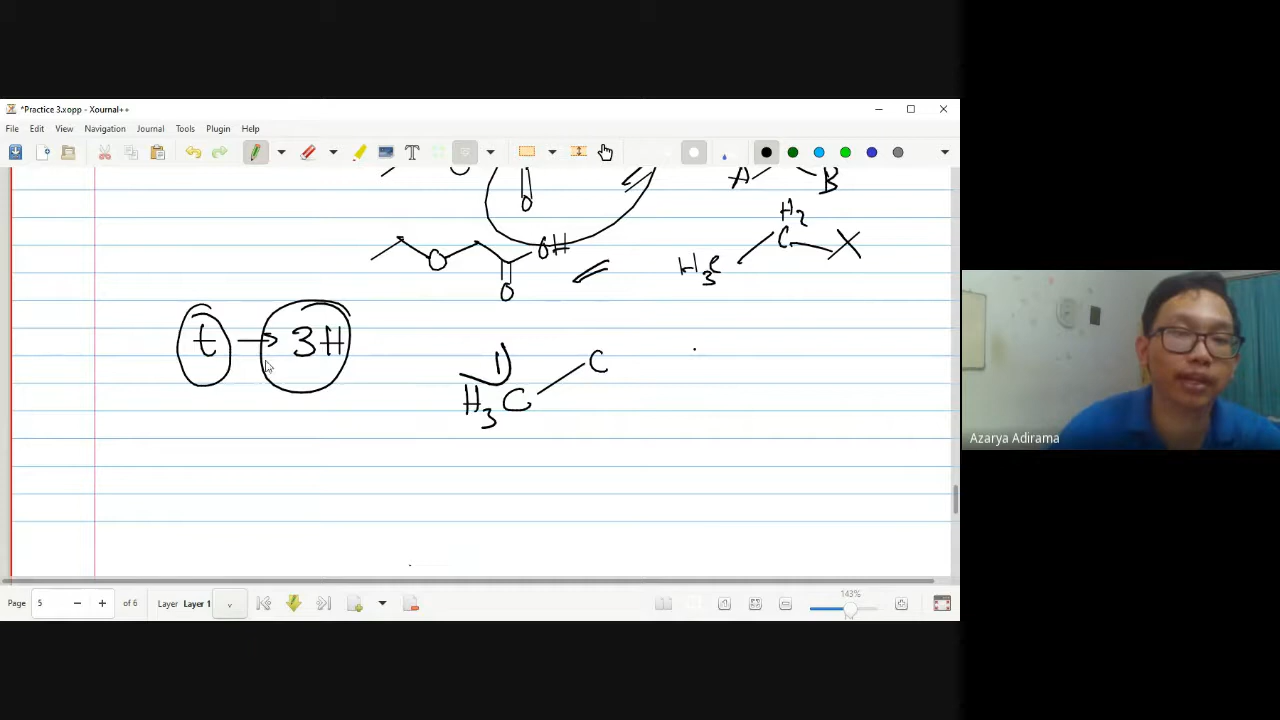 *Practice 3.xopp - Xournal++
File Edit View Navigation Journal Tools Plugin Help
A B
O
H2
H3C C X
O OH
O
t → 3H
1)
H3C C
Azarya Adirama
Page 5 of 6 Layer Layer 1
143%